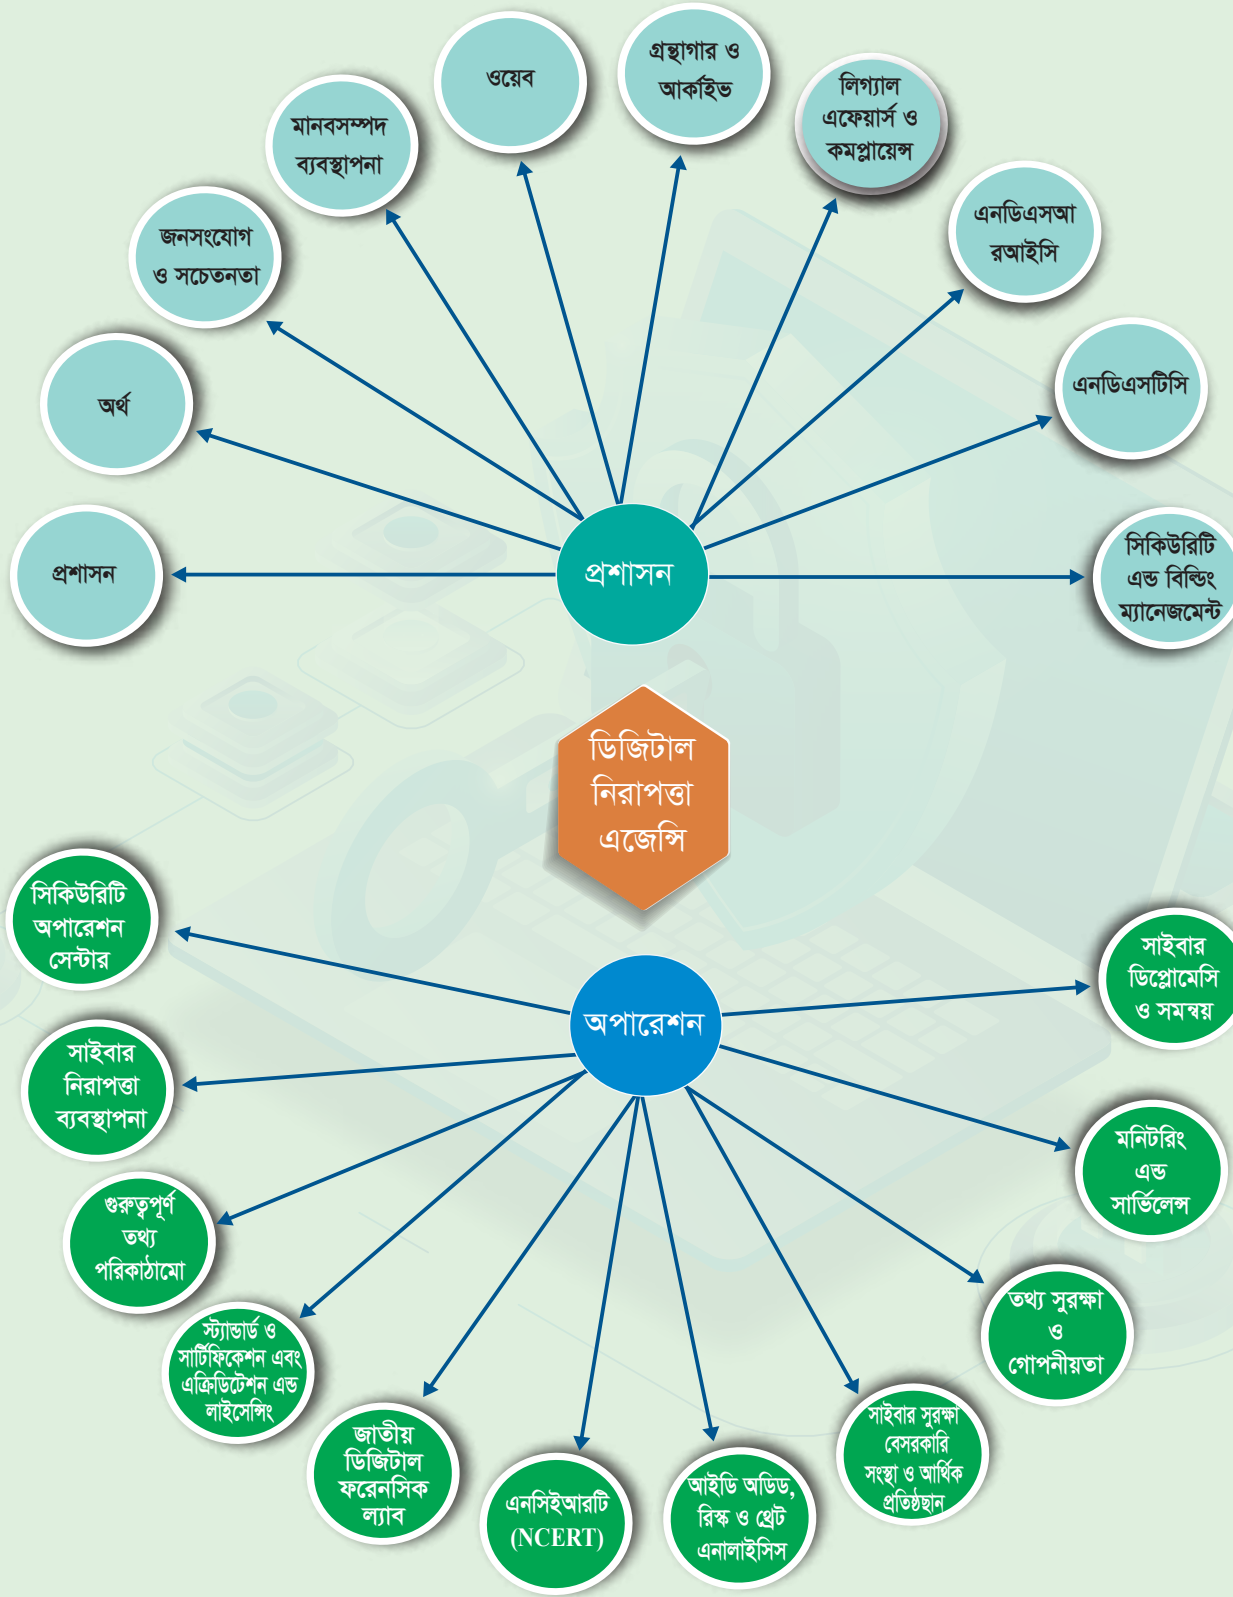 ওয়েব
গ্রন্থাগার ও
আর্কাইভ
লিগ্যাল
এফেয়ার্স ও
কমপ্লায়েন্স
মানবসম্পদ
ব্যবস্থাপনা
এনডিএসআ
রআইসি
জনসংযোগ
ও সচেতনতা
এনডিএসটিসি
অর্থ
প্রশাসন
প্রশাসন
সিকিউরিটি
এন্ড বিল্ডিং
ম্যানেজমেন্ট
ডিজিটাল
নিরাপত্তা
এজেন্সি
সিকিউরিটি
অপারেশন
সেন্টার
অপারেশন
সাইবার
ডিপ্লোমেসি
ও সমন্বয়
সাইবার
নিরাপত্তা
ব্যবস্থাপনা
মনিটরিং
এন্ড
সার্ভিলেন্স
গুরুত্বপূর্ণ
তথ্য
পরিকাঠামো
তথ্য সুরক্ষা
ও
গোপনীয়তা
স্ট্যান্ডার্ড ও
সার্টিফিকেশন এবং
এক্রিডিটেশন এন্ড
লাইসেন্সিং
জাতীয়
ডিজিটাল
ফরেনসিক
ল্যাব
এনসিইআরটি
(NCERT)
আইডি অডিড,
রিস্ক ও থ্রেট
এনালাইসিস
সাইবার সুরক্ষা
বেসরকারি
সংস্থা ও আর্থিক
প্রতিষ্ঠছান